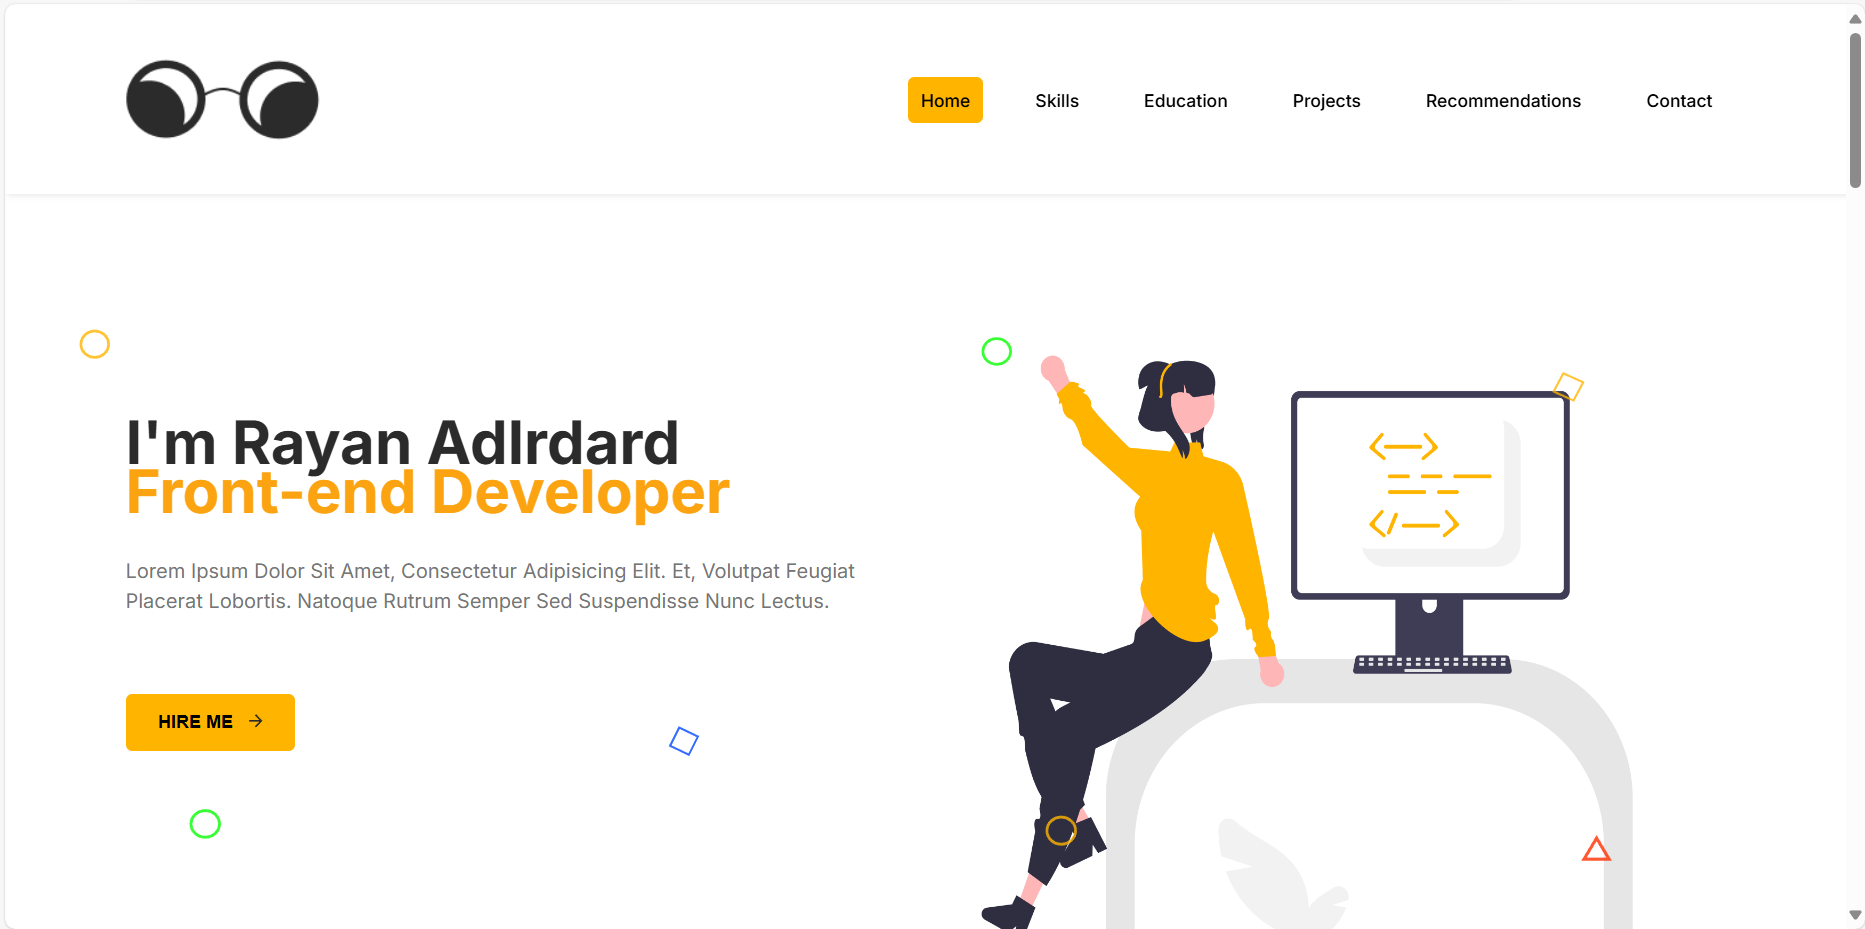 Home Skills Education Projects Recommendations Contact
I'm Rayan Adlrdard
Front-end Developer
Lorem Ipsum Dolor Sit Amet, Consectetur Adipisicing Elit. Et, Volutpat Feugiat
Placerat Lobortis. Natoque Rutrum Semper Sed Suspendisse Nunc Lectus.
HIRE ME →